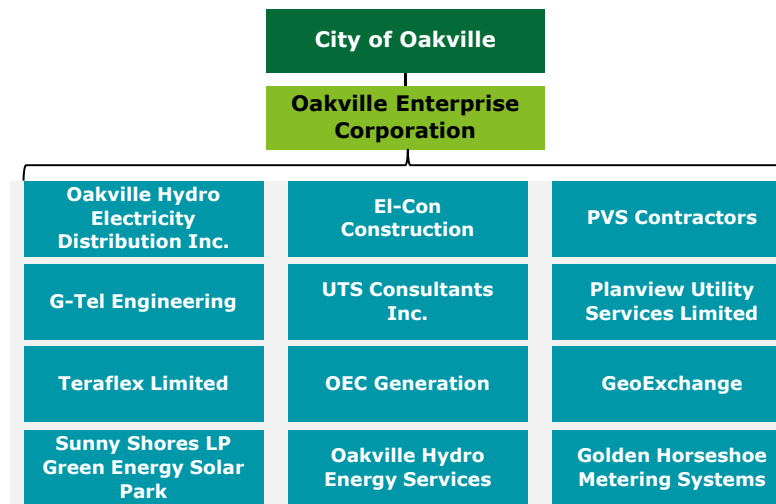 City of Oakville
Oakville Enterprise
Corporation
Oakville Hydro
Electricity
Distribution Inc.
El-Con
Construction
PVS Contractors
G-Tel Engineering
UTS Consultants
Inc.
Planview Utility
Services Limited
Teraflex Limited
OEC Generation
GeoExchange
Sunny Shores LP
Green Energy Solar
Park
Oakville Hydro
Energy Services
Golden Horseshoe
Metering Systems